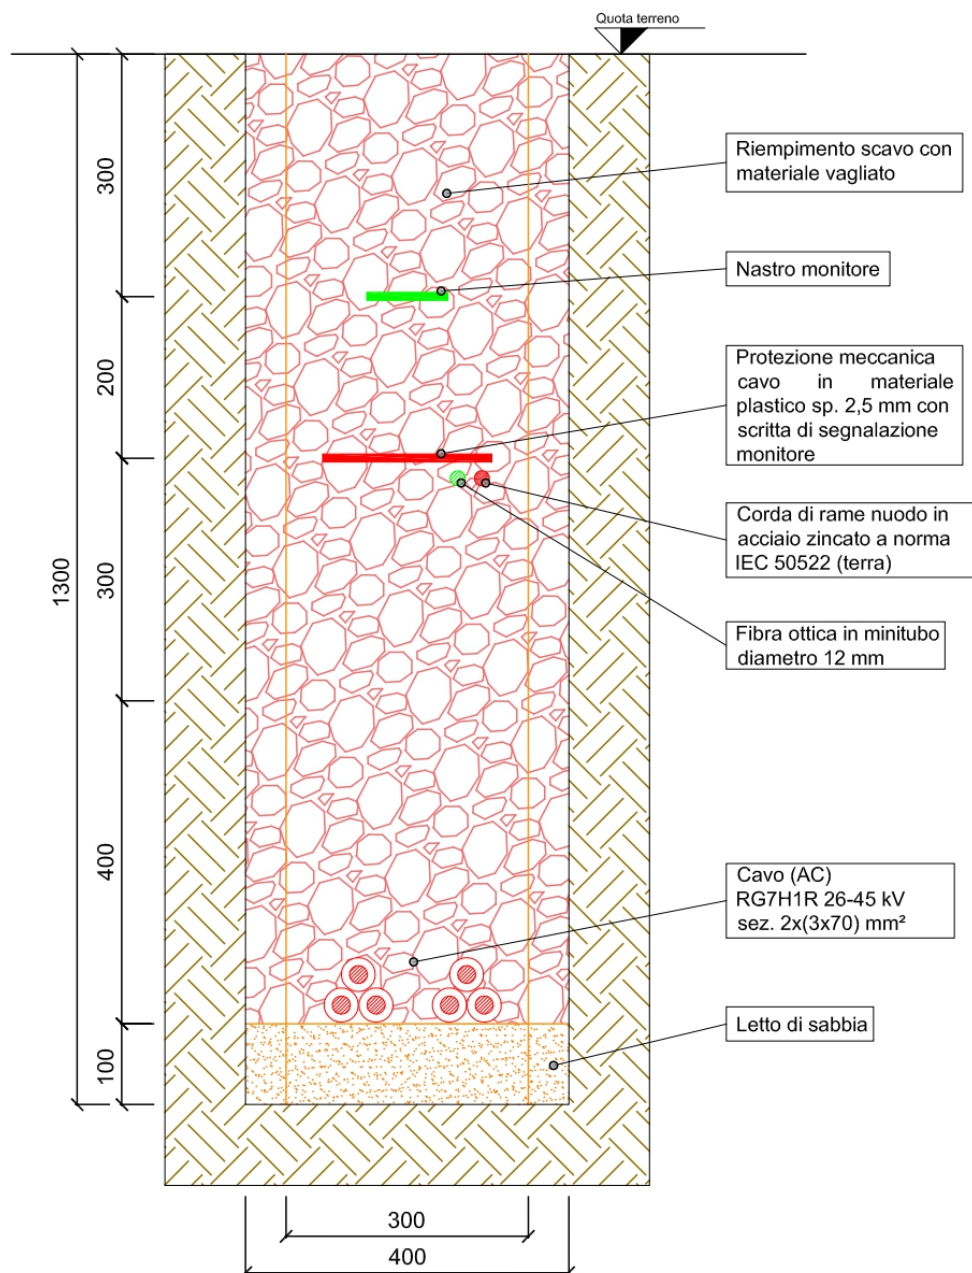 Quota terreno
Riempimento scavo con
materiale vagliato
Nastro monitore
Protezione meccanica
cavo in materiale
plastico sp. 2,5 mm con
scritta di segnalazione
monitore
Corda di rame nuodo in
acciaio zincato a norma
IEC 50522 (terra)
Fibra ottica in minitubo
diametro 12 mm
Cavo (AC)
RG7H1R 26-45 kV
sez. 2x(3x70) mm²
Letto di sabbia
1300
300
200
300
400
100
300
400